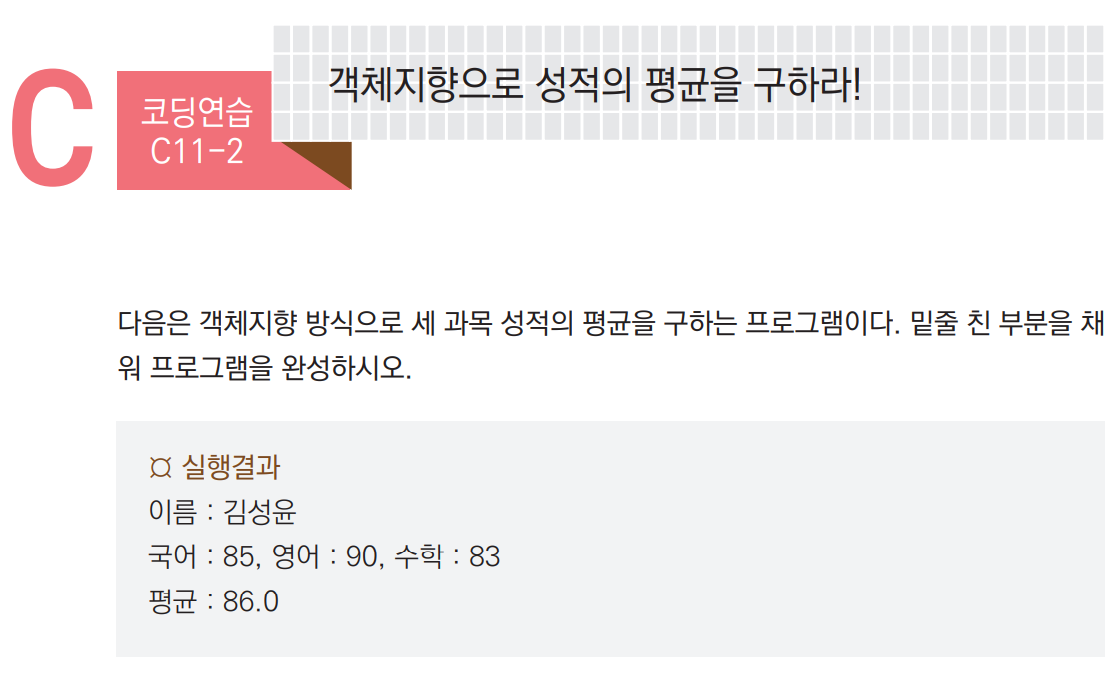 C
코딩연습
C11-2
객체지향으로 성적의 평균을 구하라!
다음은 객체지향 방식으로 세 과목 성적의 평균을 구하는 프로그램이다. 밑줄 친 부분을 채
워 프로그램을 완성하시오.
¤ 실행결과
이름 : 김성윤
국어 : 85, 영어 : 90, 수학 : 83
평균 : 86.0